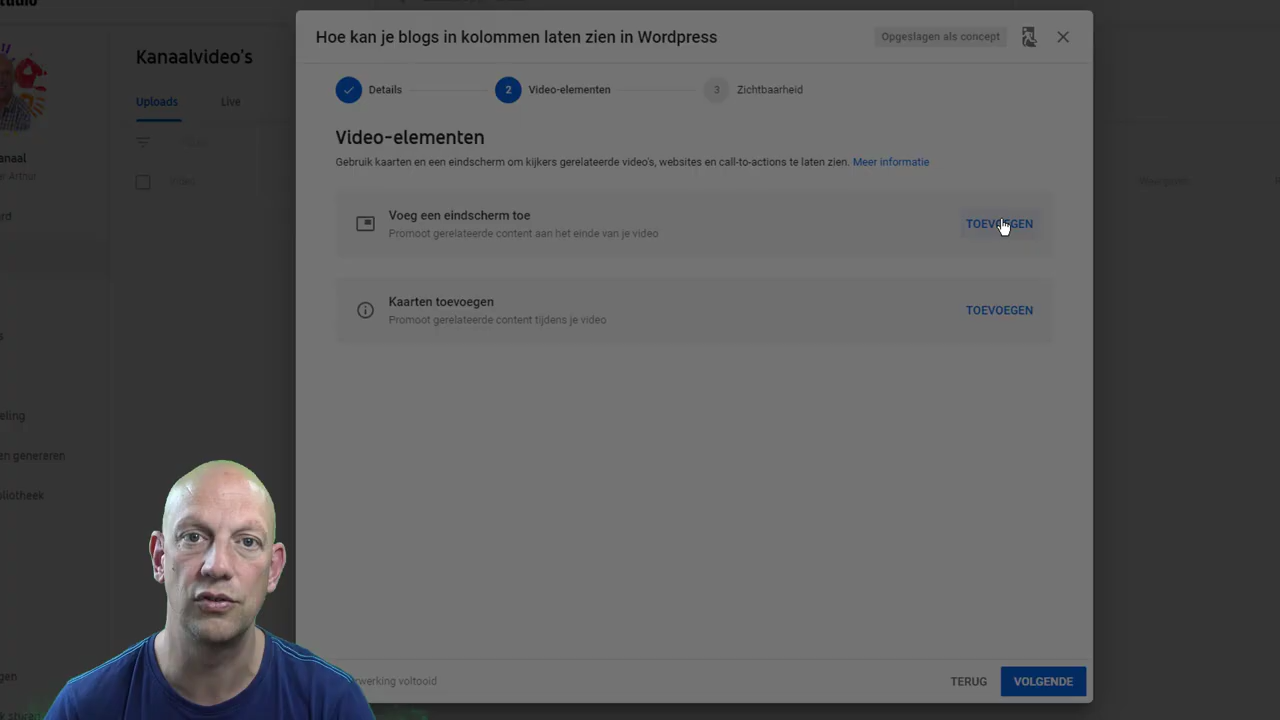 Hoe kan je blogs in kolommen laten zien in Wordpress
Opgeslagen als concept
Kanaalvideo's
Details
2
Video-elementen
3
Zichtbaarheid
Uploads
Live
Video-elementen
Gebruik kaarten en een eindscherm om kijkers gerelateerde video's, websites en call-to-actions te laten zien. Meer informatie
Arthur
Voeg een eindscherm toe
Promoot gerelateerde content aan het einde van je video
TOEVOEGEN
Kaarten toevoegen
Promoot gerelateerde content tijdens je video
TOEVOEGEN
en genereren
voltooid
TERUG
VOLGENDE